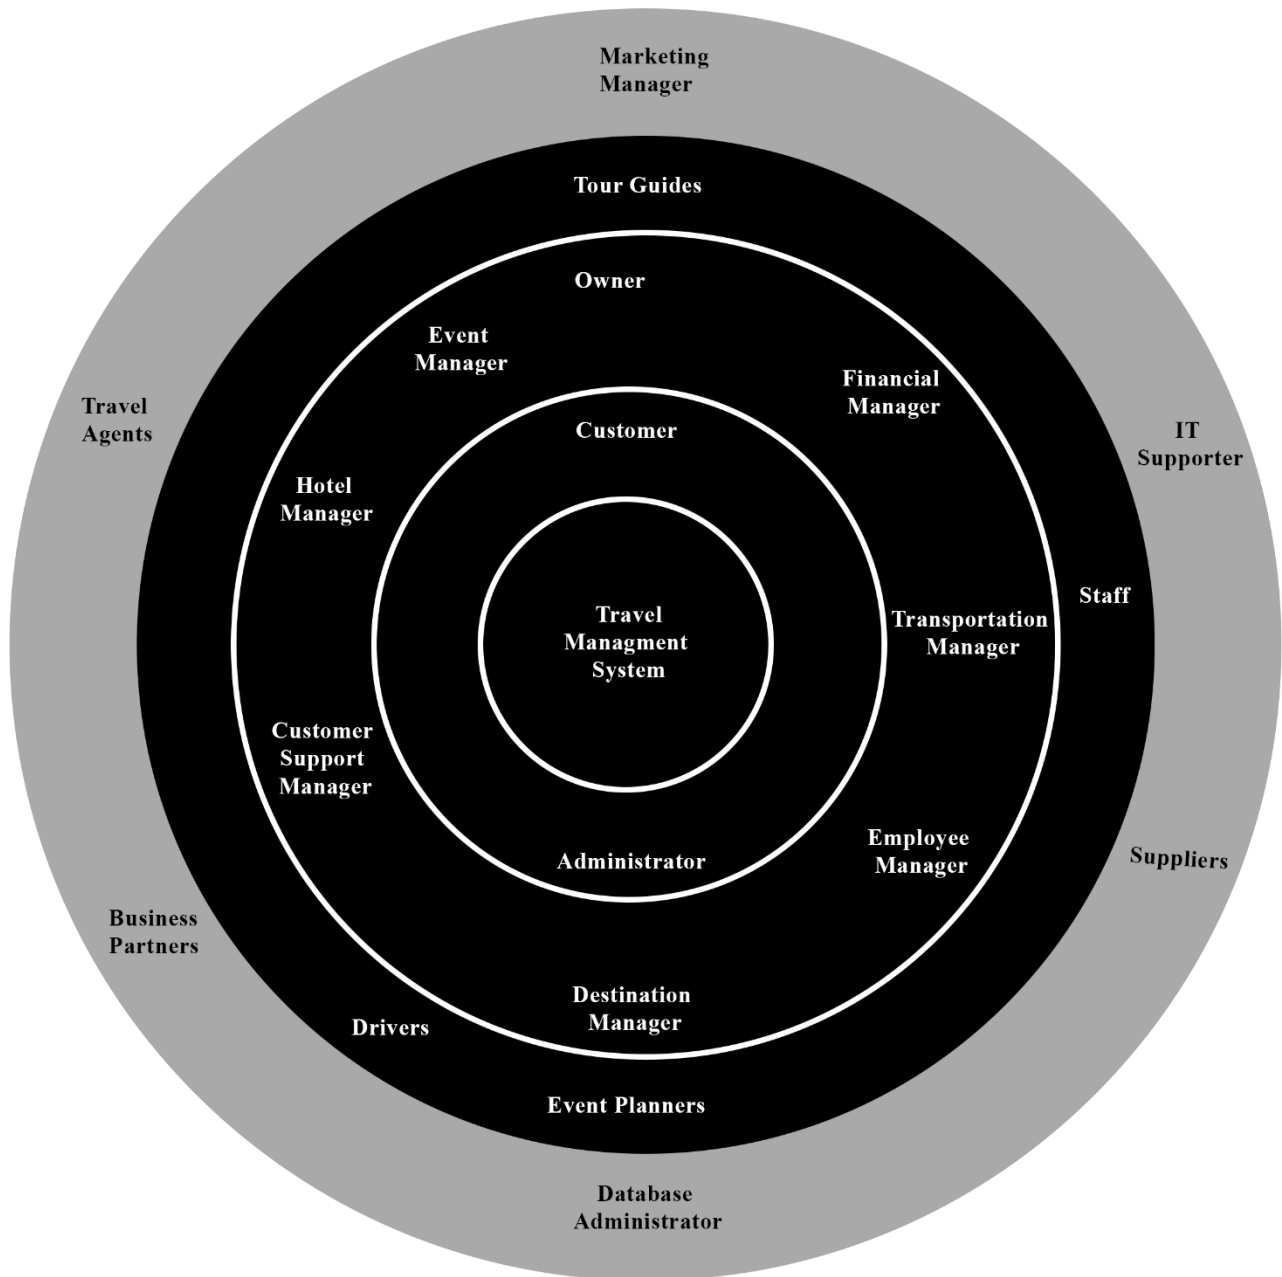 Marketing
Manager
Tour Guides
Owner
Event
Manager
Financial
Manager
Travel
Agents
Customer
IT
Supporter
Hotel
Manager
Staff
Travel
Managment
System
Transportation
Manager
Customer
Support
Manager
Employee
Manager
Administrator
Suppliers
Business
Partners
Destination
Manager
Drivers
Event Planners
Database
Administrator